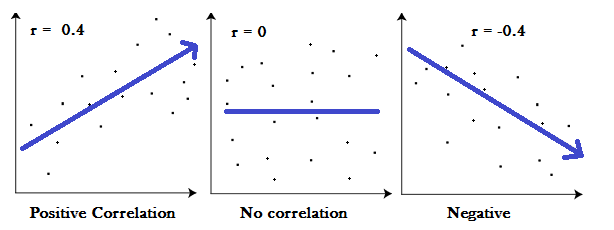 r = 0.4
r = 0
r = -0.4
Positive Correlation
No correlation
Negative